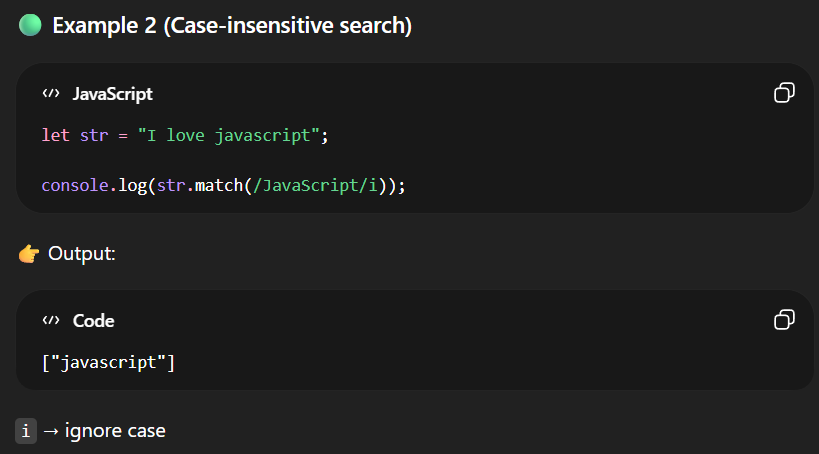 Example 2 (Case-insensitive search)
JavaScript
let str = "I love javascript";
console.log(str.match(/JavaScript/i));
👉 Output:
Code
["javascript"]
i → ignore case